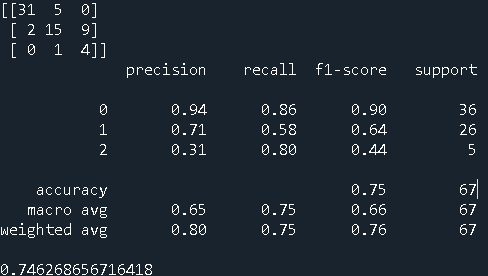 [[31  5  0]
 [ 2 15  9]
 [ 0  1  4]]
              precision    recall  f1-score   support
           0       0.94      0.86      0.90        36
           1       0.71      0.58      0.64        26
           2       0.31      0.80      0.44         5
    accuracy                           0.75        67
   macro avg       0.65      0.75      0.66        67
weighted avg       0.80      0.75      0.76        67
0.746268656716418